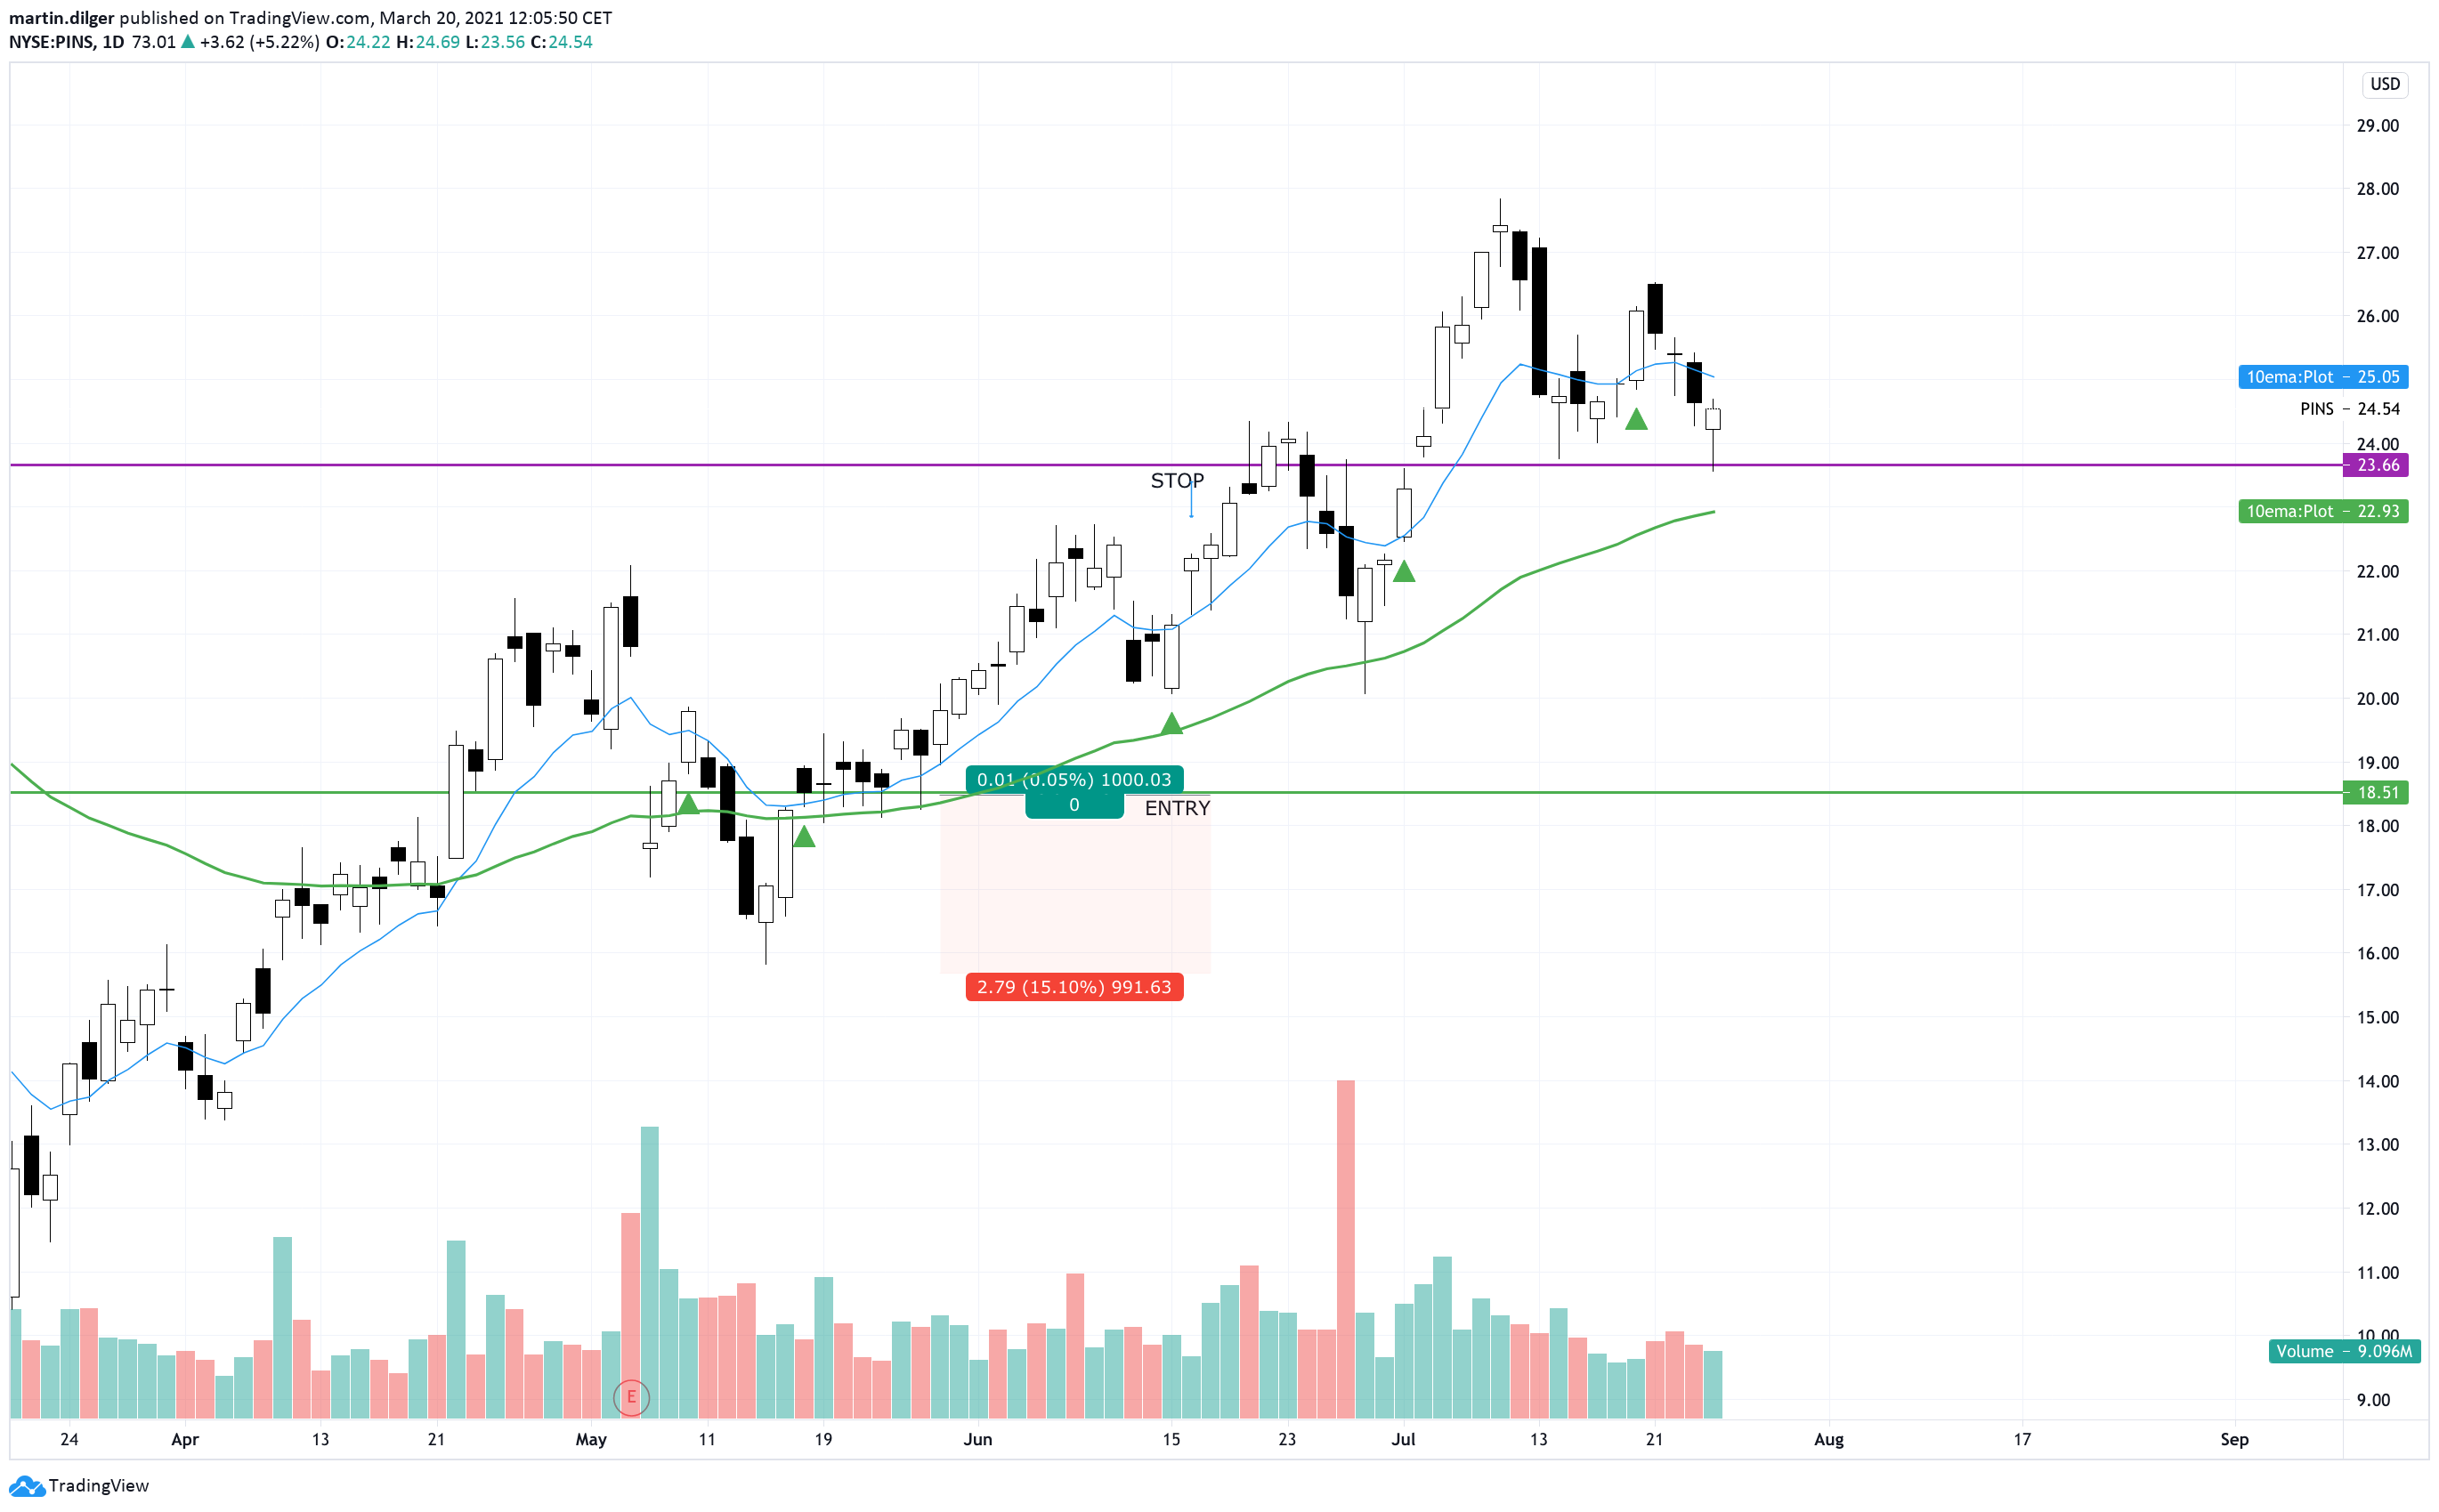 martin.dilger published on TradingView.com, March 20, 2021 12:05:50 CET
NYSE:PINS, 1D 73.01 ▲ +3.62 (+5.22%) O:24.22 H:24.69 L:23.56 C:24.54
USD
29.00
28.00
27.00
26.00
10ema:Plot 25.05
PINS 24.54
24.00
23.66
STOP
10ema:Plot 22.93
22.00
21.00
20.00
19.00
0.01 (0.05%) 1000.03
18.51
0
ENTRY
18.00
17.00
16.00
2.79 (15.10%) 991.63
15.00
14.00
13.00
12.00
11.00
10.00
Volume 9.096M
E
9.00
24 Apr 13 21 May 11 19 Jun 15 23 Jul 13 21 Aug 17 Sep
TradingView